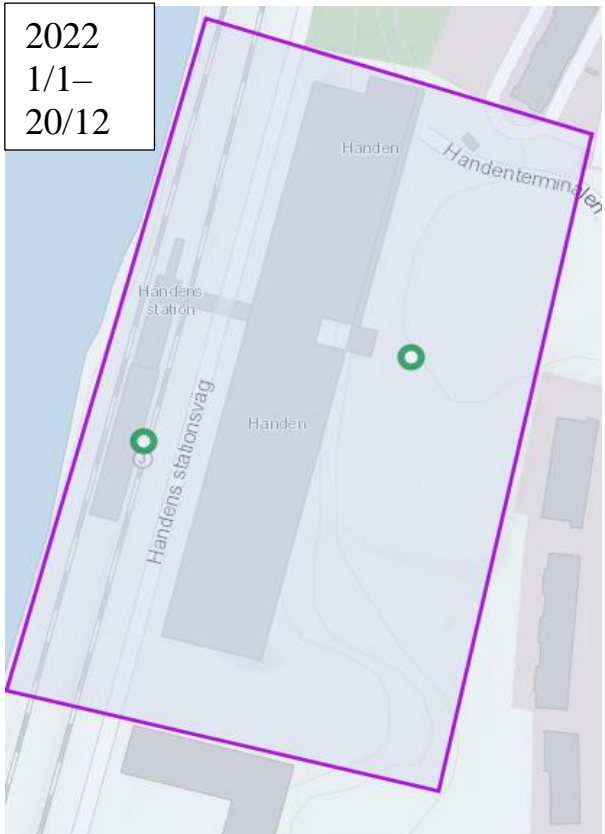 2022
1/1–
20/12
Handen
Handenterminalen
Handens
station
Handens stationsväg
Handen
J